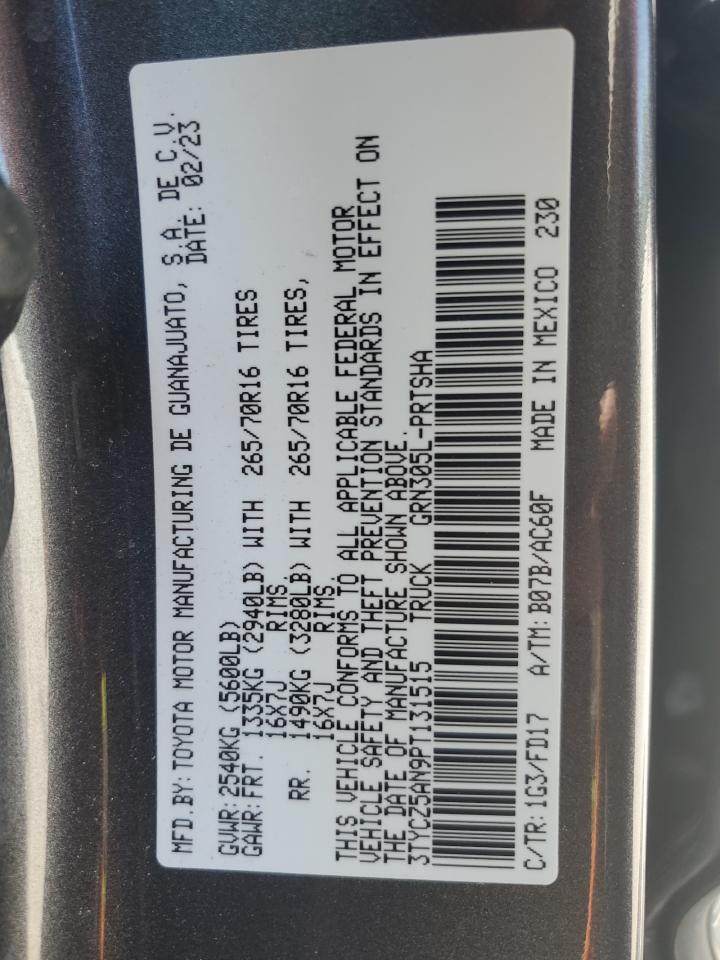 MFD.BY: TOYOTA MOTOR MANUFACTURING DE GUANAJUATO, S.A. DE C.V.
DATE: 02/23
GVWR: 2540KG (5600LB)
GAWR: FRT. 1335KG (2940LB) WITH 265/70R16 TIRES
16X7J RIMS
RR. 1490KG (3280LB) WITH 265/70R16 TIRES,
16X7J RIMS.
THIS VEHICLE CONFORMS TO ALL APPLICABLE FEDERAL MOTOR
VEHICLE SAFETY AND THEFT PREVENTION STANDARDS IN EFFECT ON
THE DATE OF MANUFACTURE SHOWN ABOVE.
3TYCZ5AN9PT131515 TRUCK GRN305L-PRTSHA
C/TR: 1G3/FD17 A/TM: B07B/AC60F MADE IN MEXICO 230